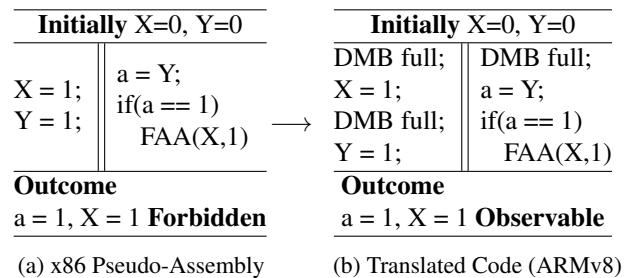 Initially X=0, Y=0
X = 1;
Y = 1;
a = Y;
if(a == 1)
FAA(X,1)
Outcome
a = 1, X = 1 Forbidden
(a) x86 Pseudo-Assembly
→
Initially X=0, Y=0
DMB full;
X = 1;
DMB full;
Y = 1;
DMB full;
a = Y;
if(a == 1)
FAA(X,1)
Outcome
a = 1, X = 1 Observable
(b) Translated Code (ARMv8)